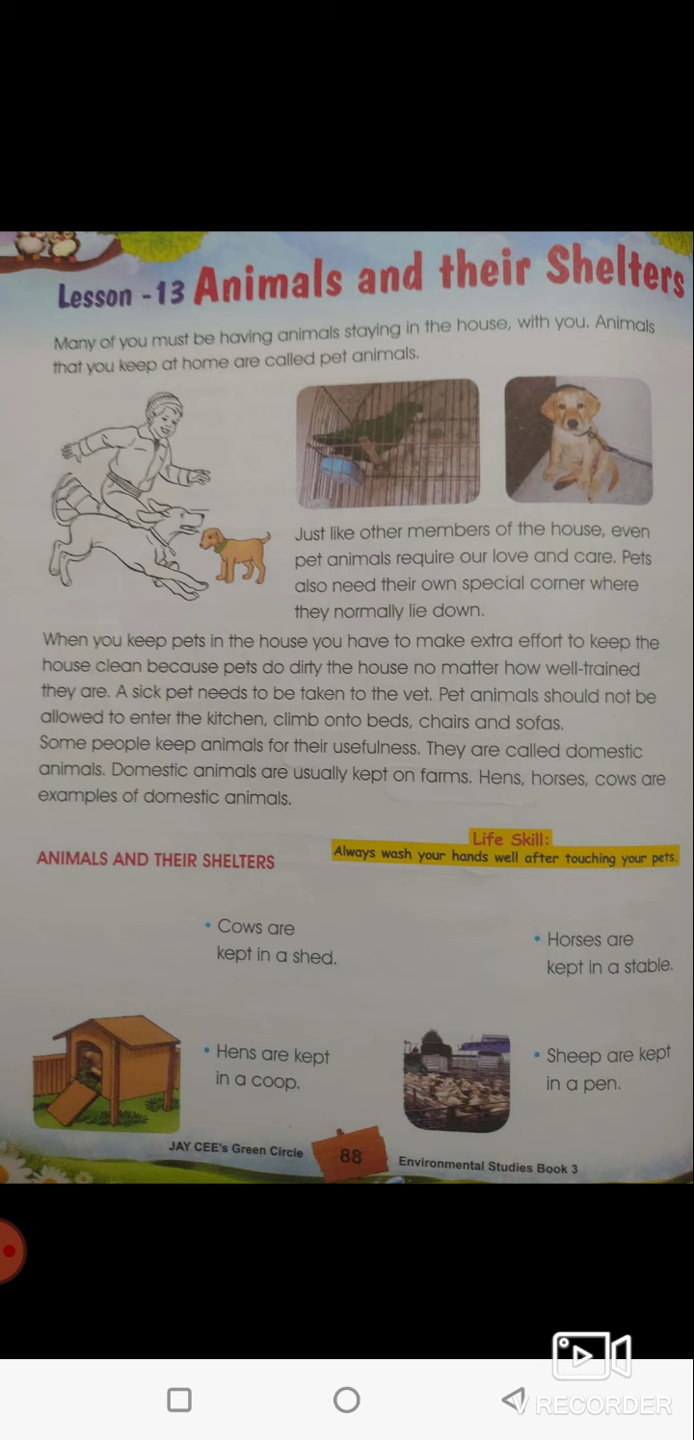 Lesson -13 Animals and their Shelters
Many of you must be having animals staying in the house, with you. Animals
that you keep at home are called pet animals.
Just like other members of the house, even
pet animals require our love and care. Pets
also need their own special corner where
they normally lie down.
When you keep pets in the house you have to make extra effort to keep the
house clean because pets do dirty the house no matter how well-trained
they are. A sick pet needs to be taken to the vet. Pet animals should not be
allowed to enter the kitchen, climb onto beds, chairs and sofas.
Some people keep animals for their usefulness. They are called domestic
animals. Domestic animals are usually kept on farms. Hens, horses, cows are
examples of domestic animals.
Life Skill:
Always wash your hands well after touching your pets.
ANIMALS AND THEIR SHELTERS
• Cows are
kept in a shed.
• Horses are
kept in a stable.
• Hens are kept
in a coop.
• Sheep are kept
in a pen.
JAY CEE's Green Circle
88
Environmental Studies Book 3
V RECORDER